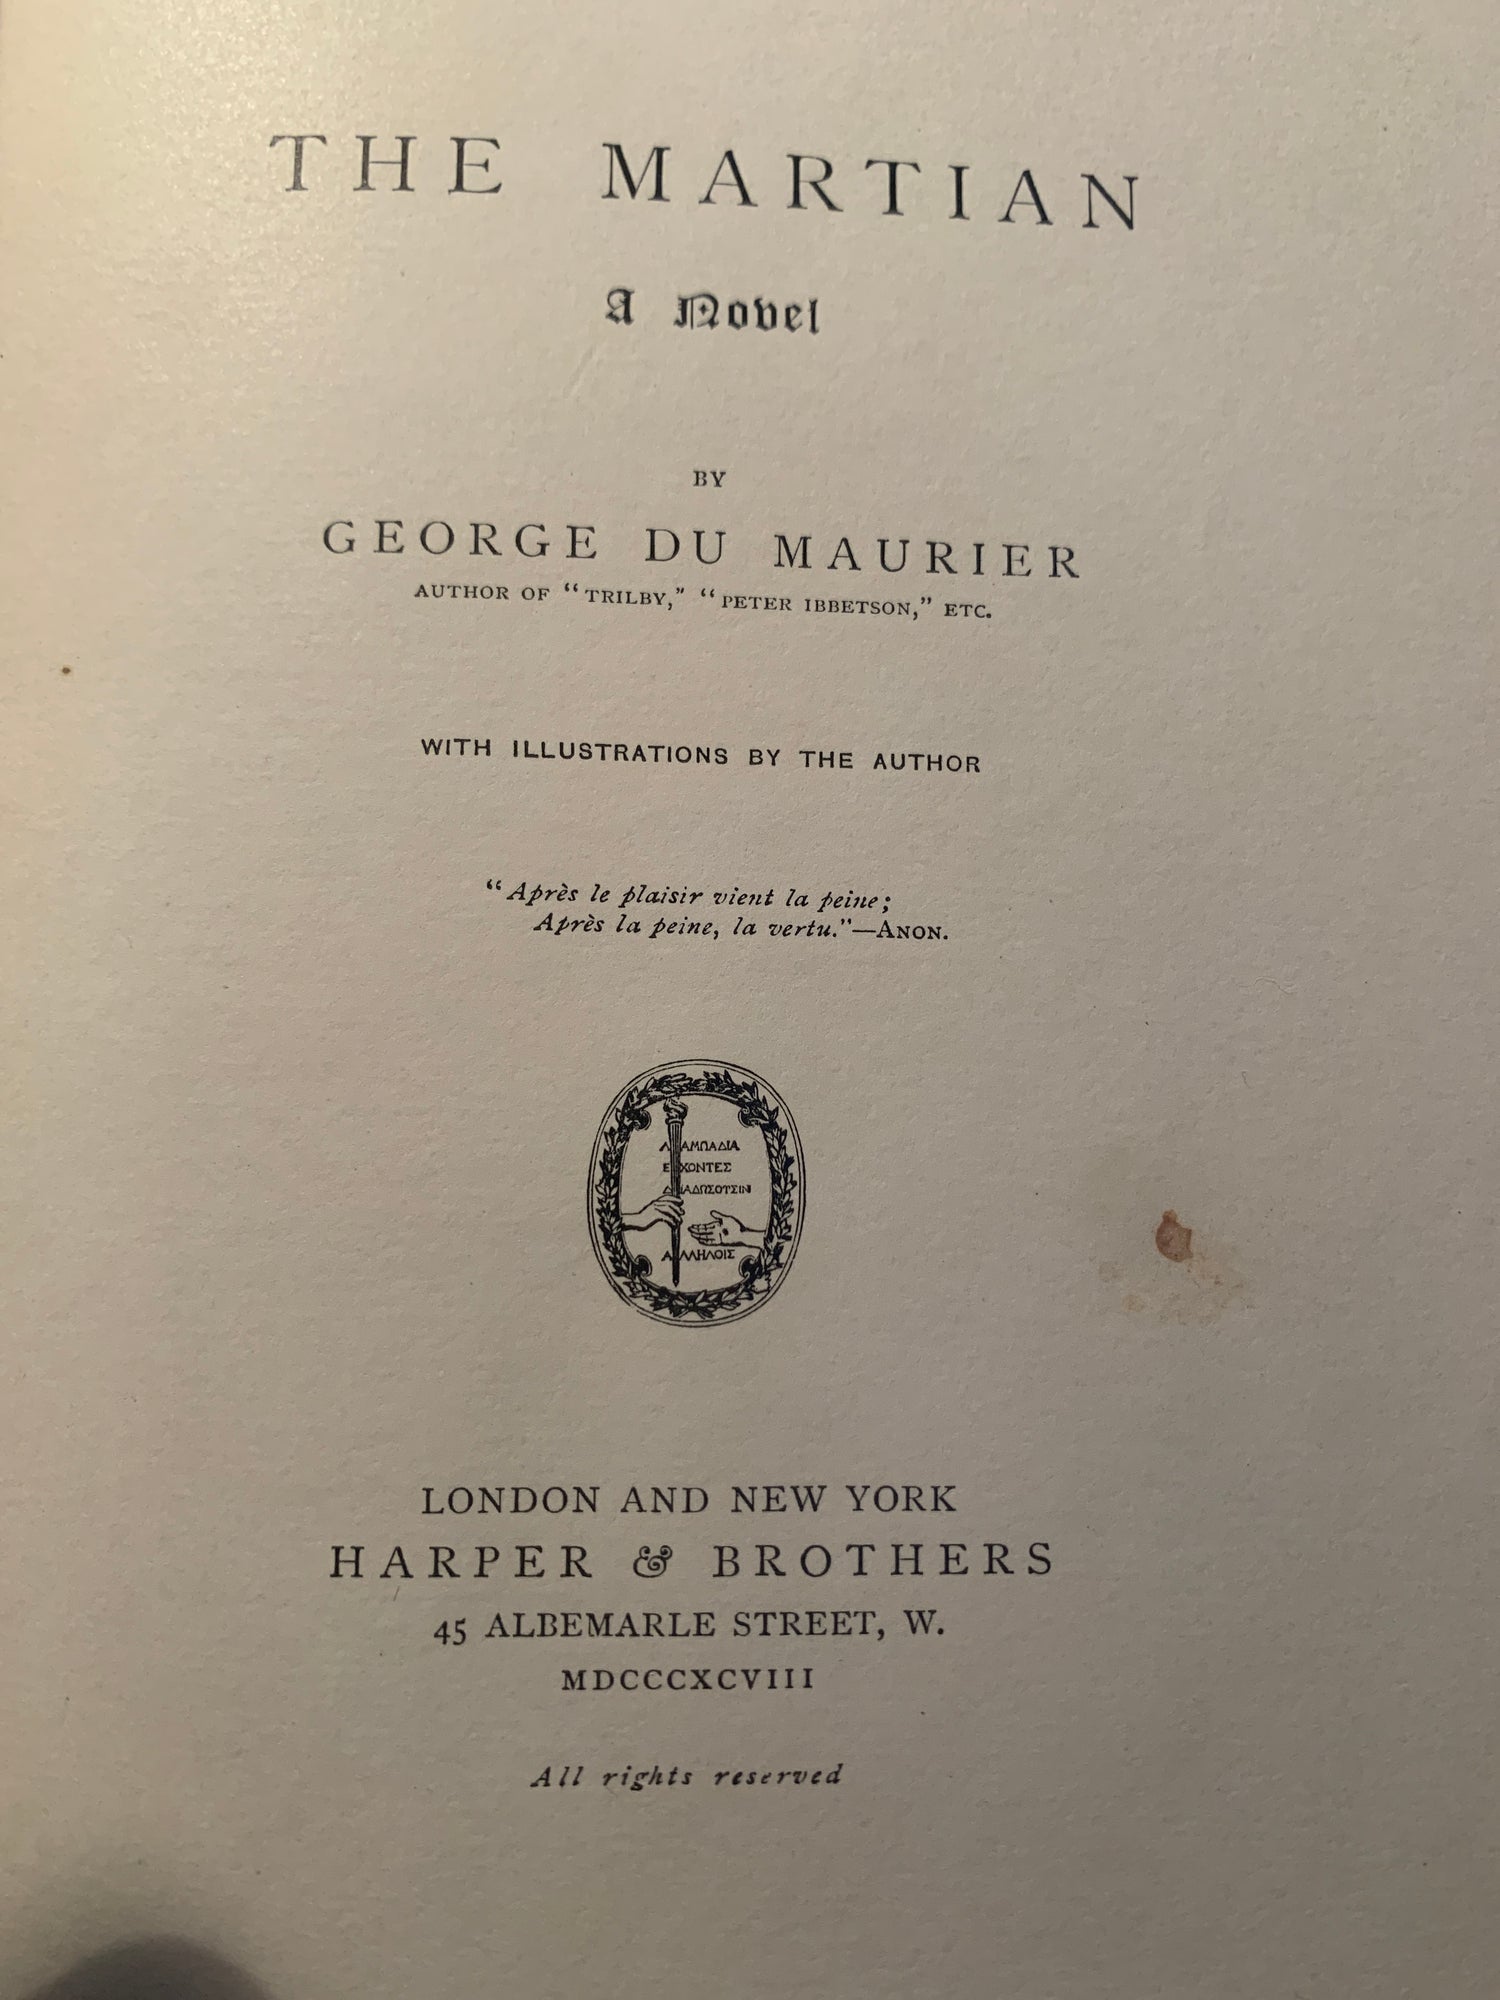 THE MARTIAN
A Novel
BY
GEORGE DU MAURIER
AUTHOR OF “TRILBY,” “PETER IBBETSON,” ETC.
WITH ILLUSTRATIONS BY THE AUTHOR
“Après le plaisir vient la peine;
Après la peine, la vertu.”—ANON.
ΛΑΜΠΑΔΙΑ
ΕΧΟΝΤΕΣ
ΔΙΑΔΩΣΟΥΣΙΝ
ΑΛΛΗΛΟΙΣ
LONDON AND NEW YORK
HARPER & BROTHERS
45 ALBEMARLE STREET, W.
MDCCCXCVIII
All rights reserved